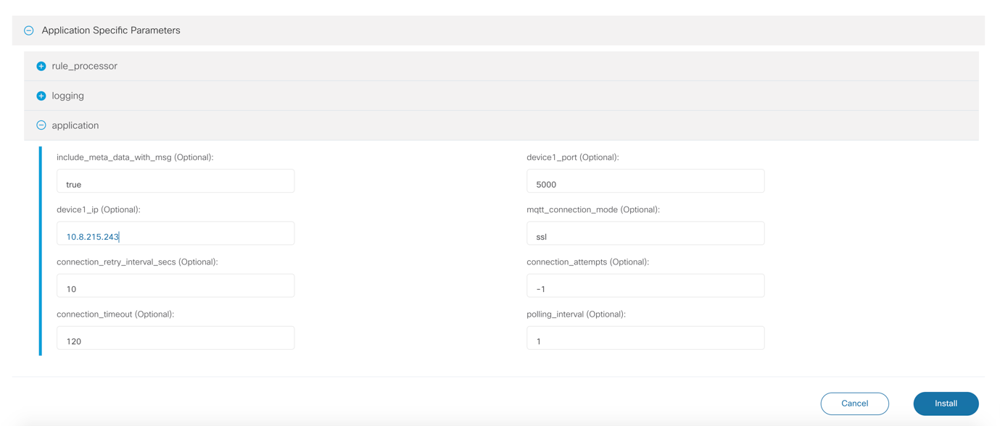 Application Specific Parameters
rule_processor
logging
application
include_meta_data_with_msg (Optional):
device1_port (Optional):
true
5000
device1_ip (Optional):
mqtt_connection_mode (Optional):
10.8.215.243
ssl
connection_retry_interval_secs (Optional):
connection_attempts (Optional):
10
-1
connection_timeout (Optional):
polling_interval (Optional):
120
1
Cancel
Install